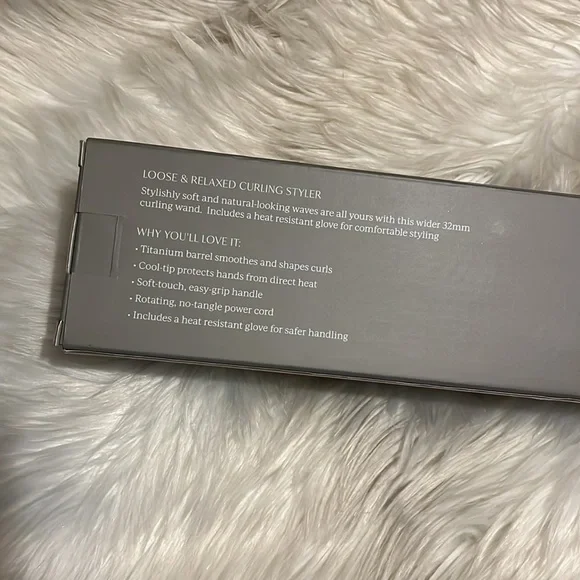 LOOSE & RELAXED CURLING STYLER
Stylishly soft and natural-looking waves are all yours with this wider 32mm
curling wand. Includes a heat resistant glove for comfortable styling
WHY YOU'LL LOVE IT:
• Titanium barrel smoothes and shapes curls
• Cool-tip protects hands from direct heat
• Soft-touch, easy-grip handle
• Rotating, no-tangle power cord
• Includes a heat resistant glove for safer handling